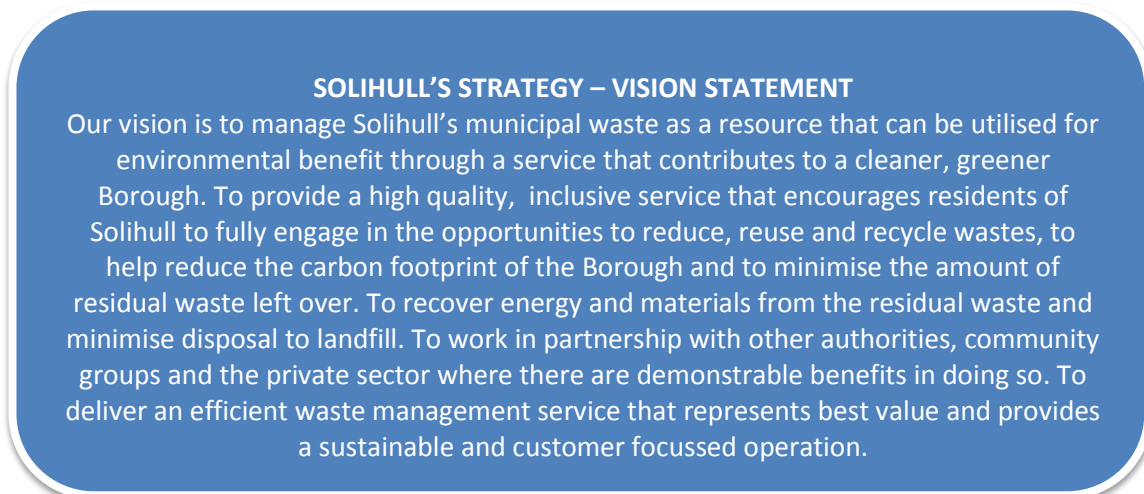 SOLIHULL’S STRATEGY – VISION STATEMENT
Our vision is to manage Solihull’s municipal waste as a resource that can be utilised for
environmental benefit through a service that contributes to a cleaner, greener
Borough. To provide a high quality,  inclusive service that encourages residents of
Solihull to fully engage in the opportunities to reduce, reuse and recycle wastes, to
help reduce the carbon footprint of the Borough and to minimise the amount of
residual waste left over. To recover energy and materials from the residual waste and
minimise disposal to landfill. To work in partnership with other authorities, community
groups and the private sector where there are demonstrable benefits in doing so. To
deliver an efficient waste management service that represents best value and provides
a sustainable and customer focussed operation.